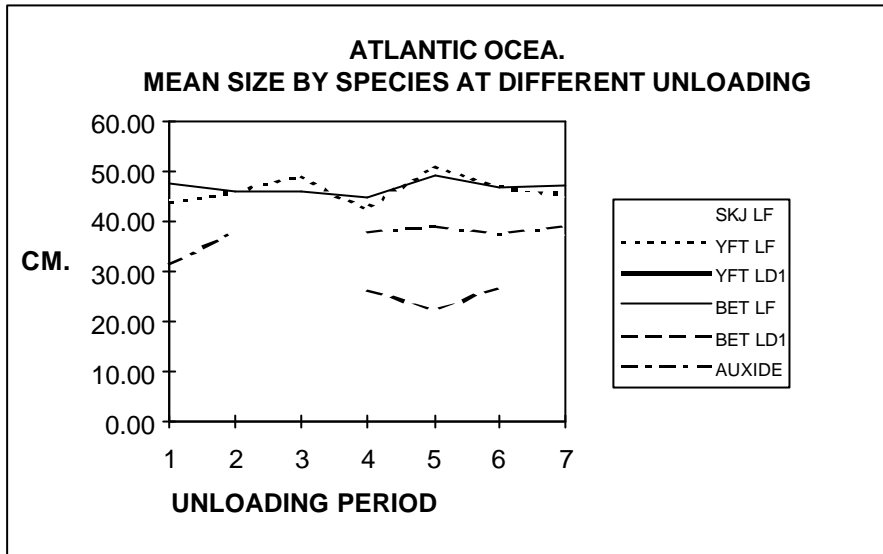 ATLANTIC OCEA.
MEAN SIZE BY SPECIES AT DIFFERENT UNLOADING
60.00
50.00
40.00
30.00
20.00
10.00
0.00
CM.
1 2 3 4 5 6 7
UNLOADING PERIOD
SKJ LF
YFT LF
YFT LD1
BET LF
BET LD1
AUXIDE